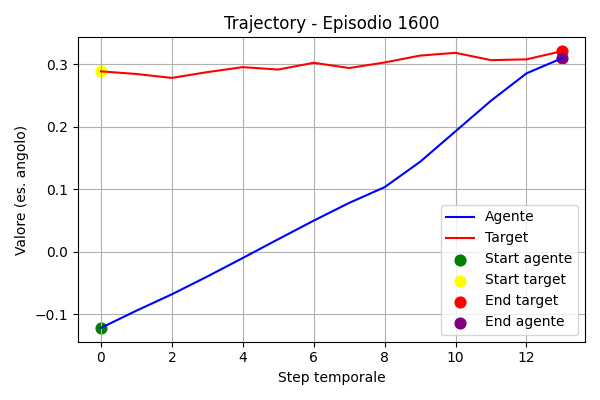 Trajectory - Episodio 1600
Valore (es. angolo)
0.3
0.2
0.1
0.0
−0.1
0
2
4
6
8
10
12
Step temporale
Agente
Target
Start agente
Start target
End target
End agente